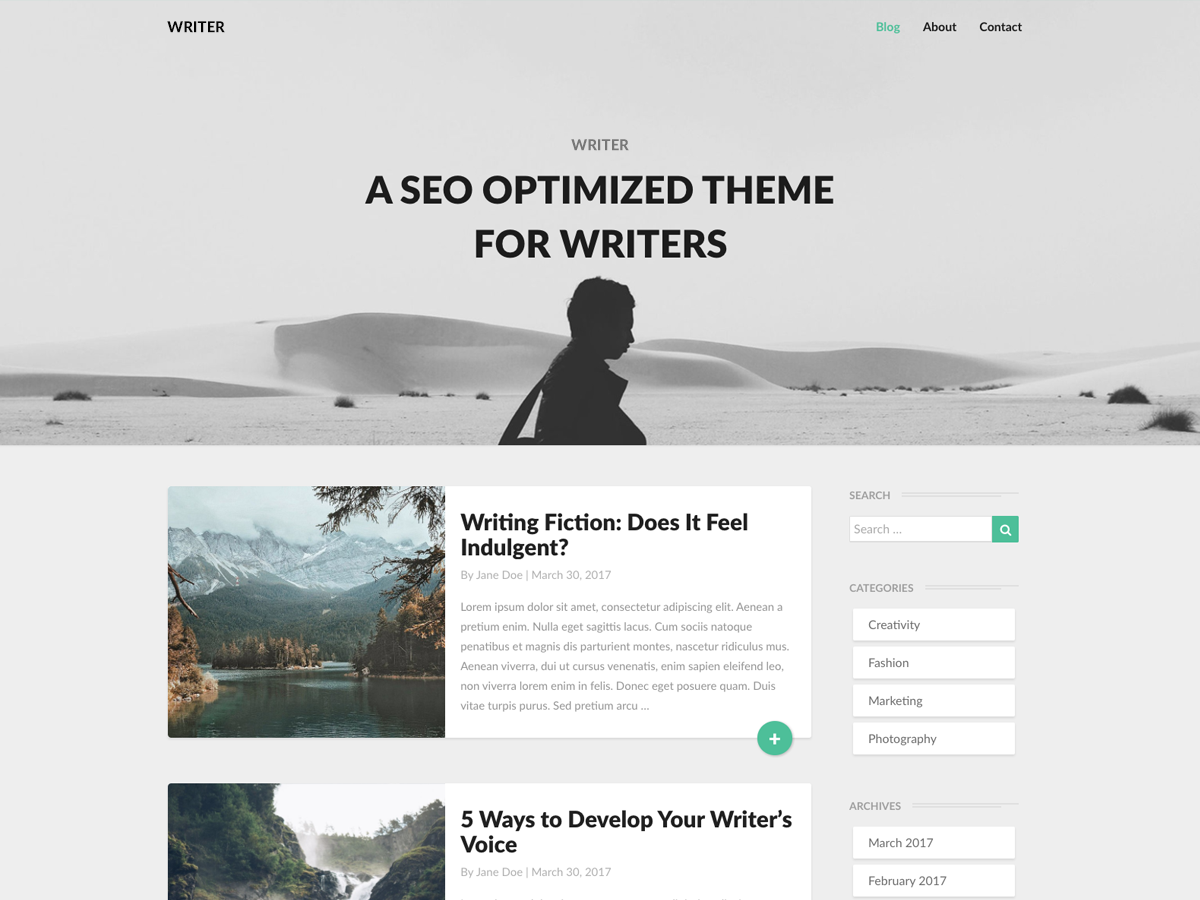 WRITER
Blog About Contact
WRITER
A SEO OPTIMIZED THEME
FOR WRITERS
Writing Fiction: Does It Feel
Indulgent?
By Jane Doe | March 30, 2017
Lorem ipsum dolor sit amet, consectetur adipiscing elit. Aenean a
pretium enim. Nulla eget sagittis lacus. Cum sociis natoque
penatibus et magnis dis parturient montes, nascetur ridiculus mus.
Aenean viverra, dui ut cursus venenatis, enim sapien eleifend leo,
non viverra lorem enim in felis. Donec eget posuere quam. Duis
vitae turpis purus. Sed pretium arcu ...
+
5 Ways to Develop Your Writer’s
Voice
By Jane Doe | March 30, 2017
SEARCH
Search ...
CATEGORIES
Creativity
Fashion
Marketing
Photography
ARCHIVES
March 2017
February 2017